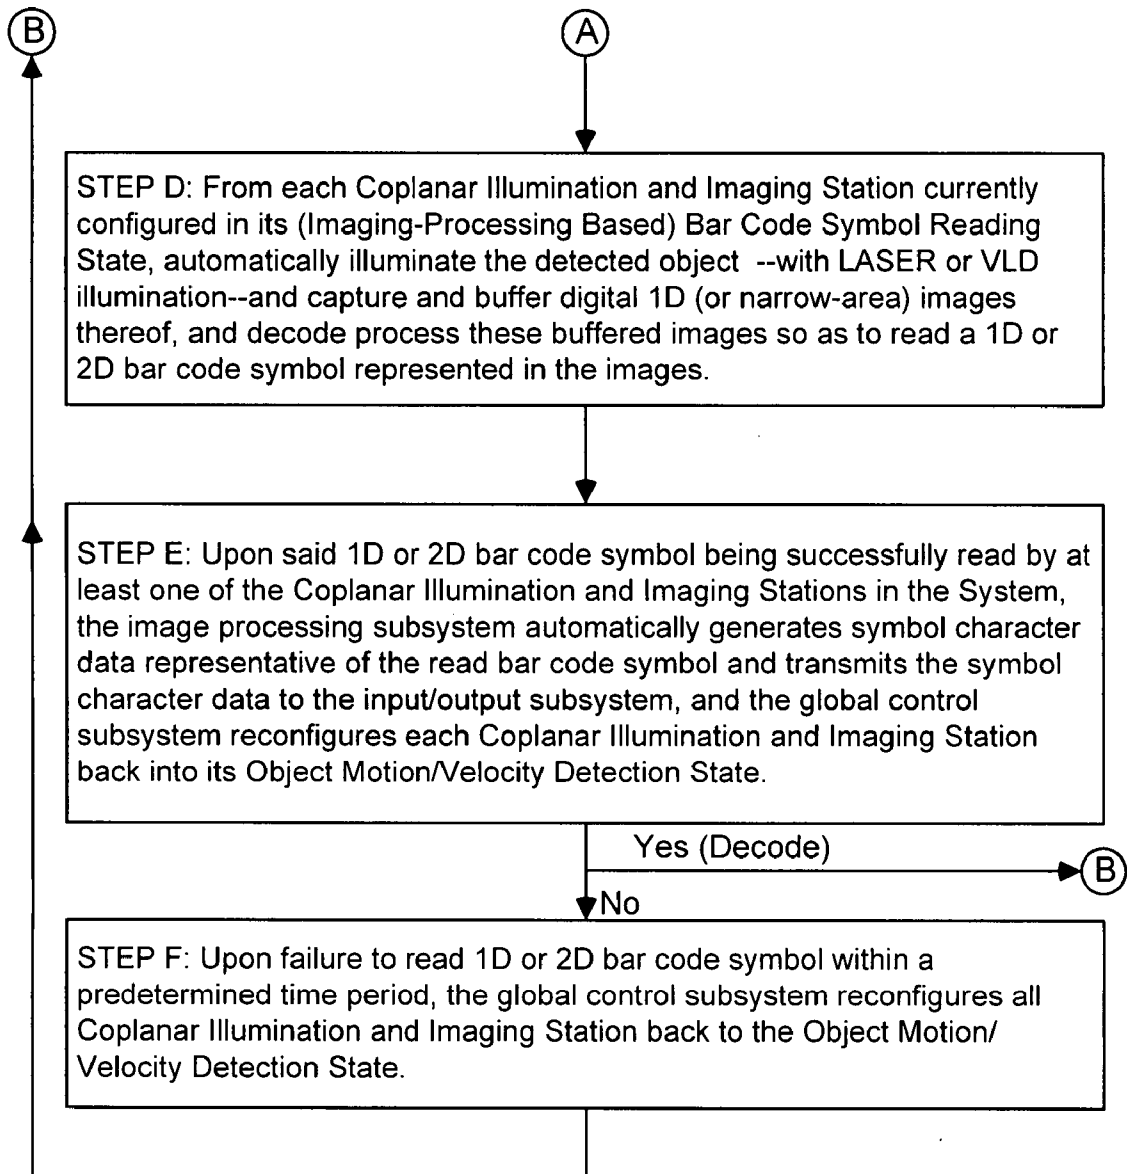 B
A
STEP D: From each Coplanar Illumination and Imaging Station currently
configured in its (Imaging-Processing Based) Bar Code Symbol Reading
State, automatically illuminate the detected object --with LASER or VLD
illumination--and capture and buffer digital 1D (or narrow-area) images
thereof, and decode process these buffered images so as to read a 1D or
2D bar code symbol represented in the images.
STEP E: Upon said 1D or 2D bar code symbol being successfully read by at
least one of the Coplanar Illumination and Imaging Stations in the System,
the image processing subsystem automatically generates symbol character
data representative of the read bar code symbol and transmits the symbol
character data to the input/output subsystem, and the global control
subsystem reconfigures each Coplanar Illumination and Imaging Station
back into its Object Motion/Velocity Detection State.
Yes (Decode)
B
No
STEP F: Upon failure to read 1D or 2D bar code symbol within a
predetermined time period, the global control subsystem reconfigures all
Coplanar Illumination and Imaging Station back to the Object Motion/
Velocity Detection State.